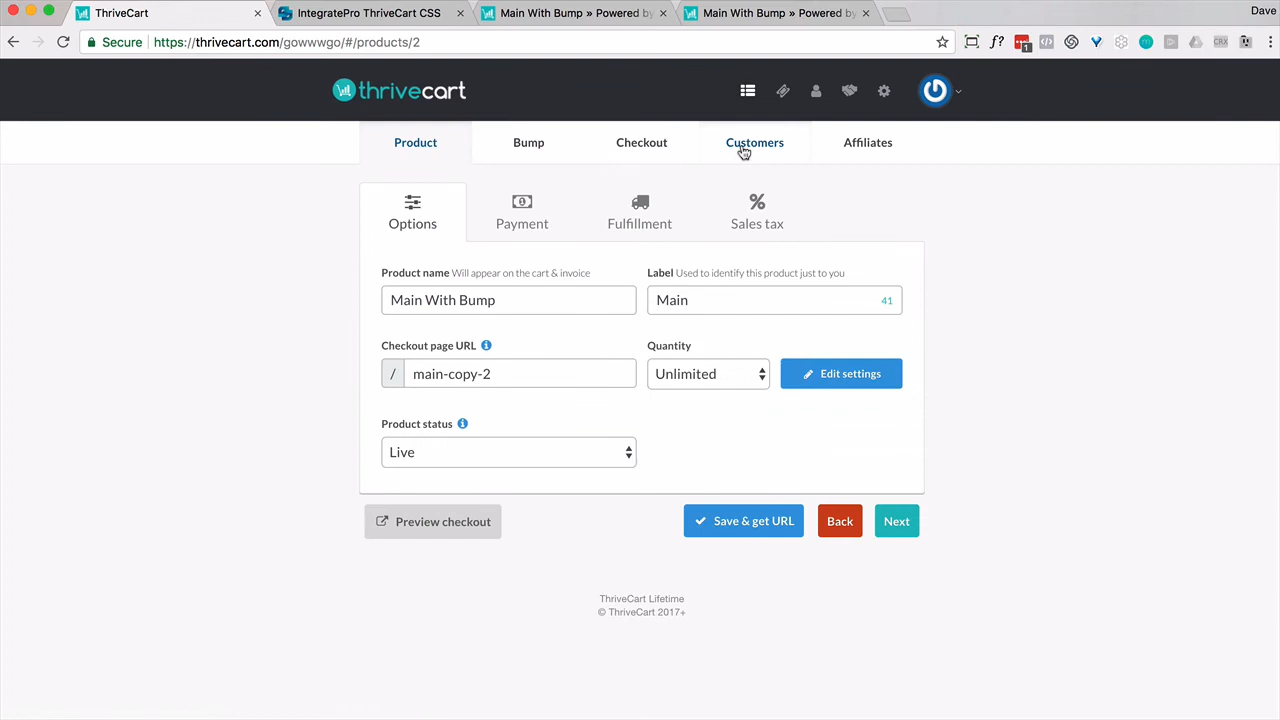 ThriveCart
IntegratePro ThriveCart CS3
Main With Bump » Powered by
Main With Bump » Powered by
Dave
Secure https://thrivecart.com/gowwwgo/#/products/2
f?
1
CRX
thrivecart
Product
Bump
Checkout
Customers
Affiliates
Options
Payment
Fulfillment
Sales tax
Product name Will appear on the cart & invoice
Label Used to identify this product just to you
Main With Bump
Main
41
Checkout page URL
Quantity
/ main-copy-2
Unlimited
Edit settings
Product status
Live
Preview checkout
Save & get URL
Back
Next
ThriveCart Lifetime
© ThriveCart 2017+